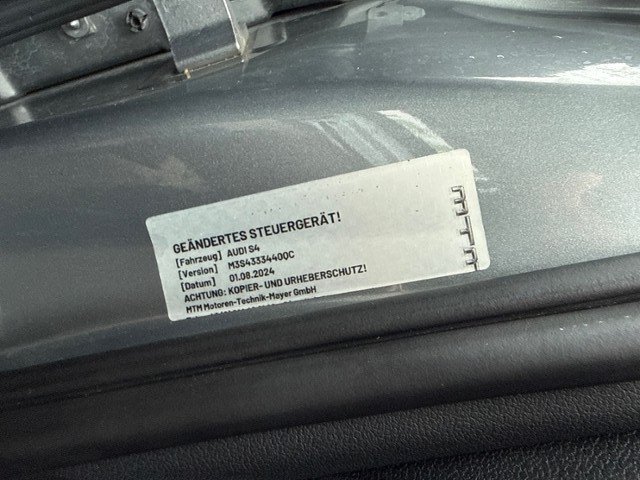 GEÄNDERTES STEUERGERÄT!
[Fahrzeug] AUDI S4
[Version] M3S4333440QC
[Datum] 01.08.2024
ACHTUNG: KOPIER- UND URHEBERSCHUTZ!
MTM Motoren-Technik-Mayer GmbH
mtm